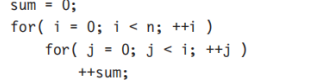 sum = 0;
for( i = 0; i < n; ++i )
    for( j = 0; j < i; ++j )
        ++sum;